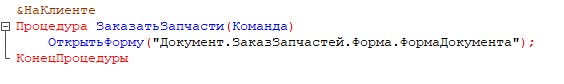 &НаКлиенте
Процедура ЗаказатьЗапчасти(Команда)
ОткрытьФорму("Документ.ЗаказЗапчастей.Форма.ФормаДокумента");
КонецПроцедуры